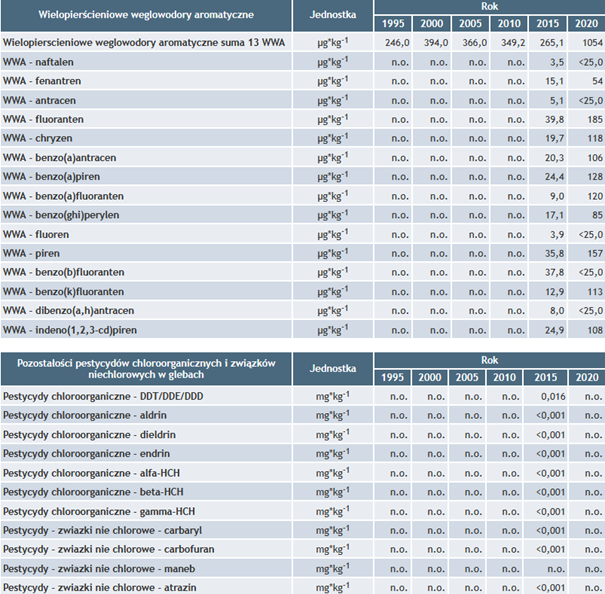 Wielopierścieniowe węglowodory aromatyczne Jednostka Rok
1995 2000 2005 2010 2015 2020
Wielopierscieniowe weglowodory aromatyczne suma 13 WWA µg*kg-1 246,0 394,0 366,0 349,2 265,1 1054
WWA - naftalen µg*kg-1 n.o. n.o. n.o. n.o. 3,5 <25,0
WWA - fenantren µg*kg-1 n.o. n.o. n.o. n.o. 15,1 54
WWA - antracen µg*kg-1 n.o. n.o. n.o. n.o. 5,1 <25,0
WWA - fluoranten µg*kg-1 n.o. n.o. n.o. n.o. 39,8 185
WWA - chryzen µg*kg-1 n.o. n.o. n.o. n.o. 19,7 118
WWA - benzo(a)antracen µg*kg-1 n.o. n.o. n.o. n.o. 20,3 106
WWA - benzo(a)piren µg*kg-1 n.o. n.o. n.o. n.o. 24,4 128
WWA - benzo(a)fluoranten µg*kg-1 n.o. n.o. n.o. n.o. 9,0 120
WWA - benzo(ghi)perylen µg*kg-1 n.o. n.o. n.o. n.o. 17,1 85
WWA - fluoren µg*kg-1 n.o. n.o. n.o. n.o. 3,9 <25,0
WWA - piren µg*kg-1 n.o. n.o. n.o. n.o. 35,8 157
WWA - benzo(b)fluoranten µg*kg-1 n.o. n.o. n.o. n.o. 37,8 <25,0
WWA - benzo(k)fluoranten µg*kg-1 n.o. n.o. n.o. n.o. 12,9 113
WWA - dibenzo(a,h)antracen µg*kg-1 n.o. n.o. n.o. n.o. 8,0 <25,0
WWA - indeno(1,2,3-cd)piren µg*kg-1 n.o. n.o. n.o. n.o. 24,9 108
Pozostałości pestycydów chloroorganicznych i związków
niechlorowych w glebach Jednostka Rok
1995 2000 2005 2010 2015 2020
Pestycydy chloroorganiczne - DDT/DDE/DDD mg*kg-1 n.o. n.o. n.o. n.o. 0,016 n.o.
Pestycydy chloroorganiczne - aldrin mg*kg-1 n.o. n.o. n.o. n.o. <0,001 n.o.
Pestycydy chloroorganiczne - dieldrin mg*kg-1 n.o. n.o. n.o. n.o. <0,001 n.o.
Pestycydy chloroorganiczne - endrin mg*kg-1 n.o. n.o. n.o. n.o. <0,001 n.o.
Pestycydy chloroorganiczne - alfa-HCH mg*kg-1 n.o. n.o. n.o. n.o. <0,001 n.o.
Pestycydy chloroorganiczne - beta-HCH mg*kg-1 n.o. n.o. n.o. n.o. <0,001 n.o.
Pestycydy chloroorganiczne - gamma-HCH mg*kg-1 n.o. n.o. n.o. n.o. <0,001 n.o.
Pestycydy - zwiazki nie chlorowe - carbaryl mg*kg-1 n.o. n.o. n.o. n.o. <0,001 n.o.
Pestycydy - zwiazki nie chlorowe - carbofuran mg*kg-1 n.o. n.o. n.o. n.o. <0,001 n.o.
Pestycydy - zwiazki nie chlorowe - maneb mg*kg-1 n.o. n.o. n.o. n.o. n.o. n.o.
Pestycydy - zwiazki nie chlorowe - atrazin mg*kg-1 n.o. n.o. n.o. n.o. <0,001 n.o.